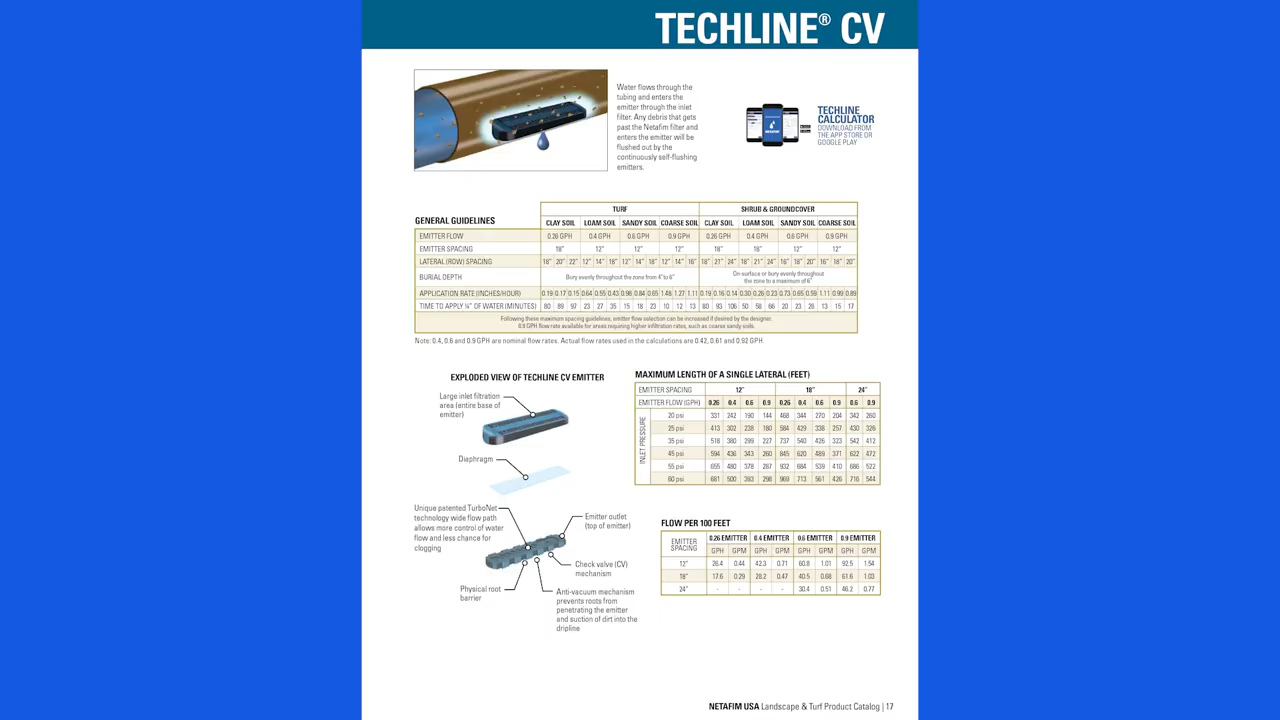 TECHLINE® CV
Water flows through the
tubing and enters the
emitter through the inlet
filter. Any debris that gets
past the Netafim filter and
enters the emitter will be
flushed out by the
continuously self-flushing
emitters.
NETAFIM
TECHLINE
CALCULATOR
DOWNLOAD FROM
THE APP STORE OR
GOOGLE PLAY
GENERAL GUIDELINES
TURF SHRUB & GROUNDCOVER
CLAY SOIL LOAM SOIL SANDY SOIL COARSE SOIL CLAY SOIL LOAM SOIL SANDY SOIL COARSE SOIL
EMITTER FLOW 0.26 GPH 0.4 GPH 0.6 GPH 0.9 GPH 0.26 GPH 0.4 GPH 0.6 GPH 0.9 GPH
EMITTER SPACING 18" 12" 12" 12" 18" 18" 12" 12"
LATERAL (ROW) SPACING 18" 20" 22" 12" 14" 18" 12" 14" 18" 12" 14" 16" 18" 21" 24" 18" 21" 24" 16" 18" 20" 16" 18" 20"
BURIAL DEPTH Bury evenly throughout the zone from 4" to 6" On-surface or bury evenly throughout
the zone to a maximum of 6"
APPLICATION RATE (INCHES/HOUR) 0.19 0.17 0.15 0.64 0.55 0.43 0.98 0.84 0.65 1.48 1.27 1.11 0.19 0.16 0.14 0.30 0.26 0.23 0.73 0.65 0.59 1.11 0.99 0.89
TIME TO APPLY ¼" OF WATER (MINUTES) 80 89 97 23 27 35 15 18 23 10 12 13 80 93 106 50 58 66 20 23 26 13 15 17
Following these maximum spacing guidelines, emitter flow selection can be increased if desired by the designer.
0.9 GPH flow rate available for areas requiring higher infiltration rates, such as coarse sandy soils.
Note: 0.4, 0.6 and 0.9 GPH are nominal flow rates. Actual flow rates used in the calculations are 0.42, 0.61 and 0.92 GPH.
EXPLODED VIEW OF TECHLINE CV EMITTER
Large inlet filtration
area (entire base of
emitter)
Diaphragm
Unique patented TurboNet
technology wide flow path
allows more control of water
flow and less chance for
clogging
Emitter outlet
(top of emitter)
Check valve (CV)
mechanism
Physical root
barrier
Anti-vacuum mechanism
prevents roots from
penetrating the emitter
and suction of dirt into the
dripline
MAXIMUM LENGTH OF A SINGLE LATERAL (FEET)
EMITTER SPACING 12" 18" 24"
EMITTER FLOW (GPH) 0.26 0.4 0.6 0.9 0.26 0.4 0.6 0.9 0.6 0.9
INLET PRESSURE
20 psi 331 242 190 144 468 344 270 204 342 260
25 psi 413 302 238 180 584 429 338 257 430 326
35 psi 518 380 299 227 737 540 426 323 542 412
45 psi 594 436 343 260 845 620 489 371 622 472
55 psi 655 480 378 287 932 684 539 410 686 522
60 psi 681 500 393 298 969 713 561 426 716 544
FLOW PER 100 FEET
EMITTER
SPACING
0.26 EMITTER 0.4 EMITTER 0.6 EMITTER 0.9 EMITTER
GPH GPM GPH GPM GPH GPM GPH GPM
12" 26.4 0.44 42.3 0.71 60.8 1.01 92.5 1.54
18" 17.6 0.29 28.2 0.47 40.5 0.68 61.6 1.03
24" - - - - 30.4 0.51 46.2 0.77
NETAFIM USA Landscape & Turf Product Catalog | 17